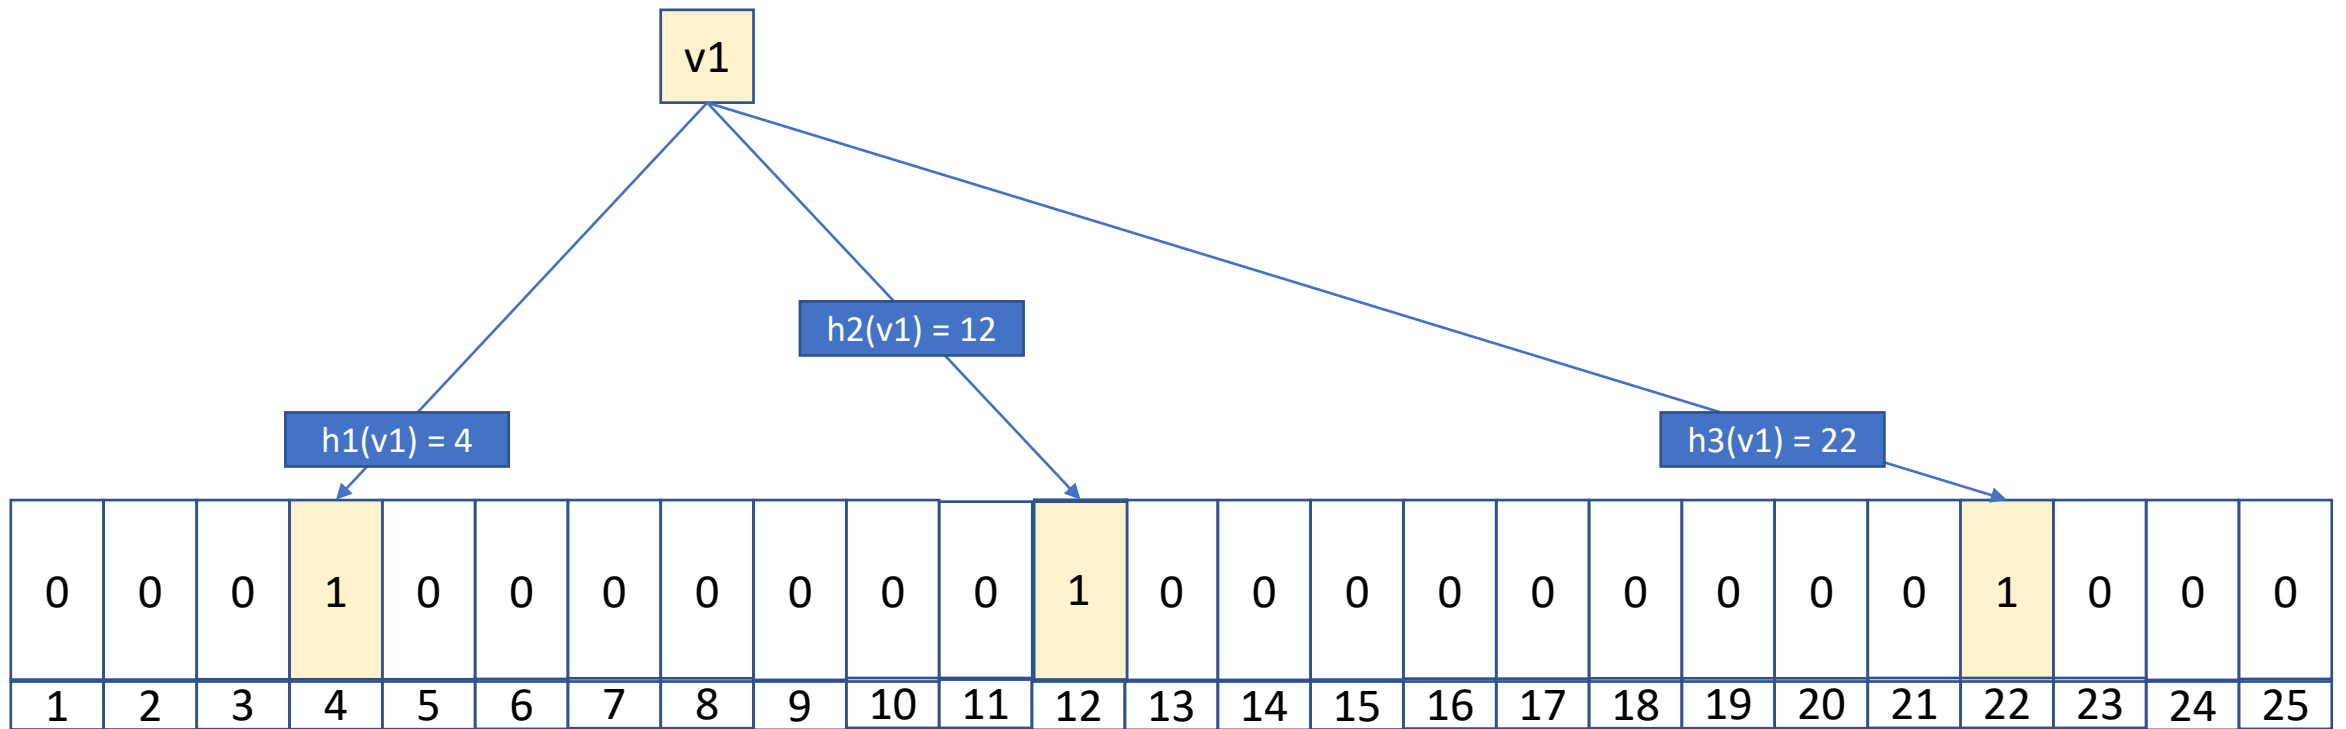 v1
h2(v1) = 12
h1(v1) = 4
h3(v1) = 22
0 0 0 1 0 0 0 0 0 0 0 1 0 0 0 0 0 0 0 0 0 1 0 0 0
1 2 3 4 5 6 7 8 9 10 11 12 13 14 15 16 17 18 19 20 21 22 23 24 25